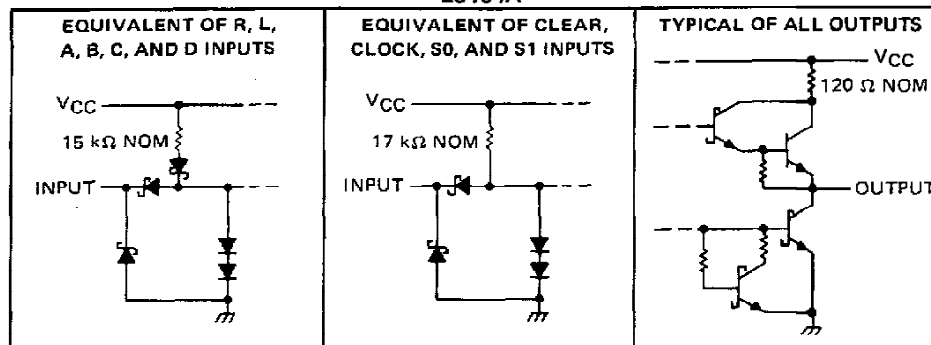 EQUIVALENT OF R, L,
A, B, C, AND D INPUTS
VCC
15 kΩ NOM
INPUT
EQUIVALENT OF CLEAR,
CLOCK, S0, AND S1 INPUTS
VCC
17 kΩ NOM
INPUT
TYPICAL OF ALL OUTPUTS
VCC
120 Ω NOM
OUTPUT